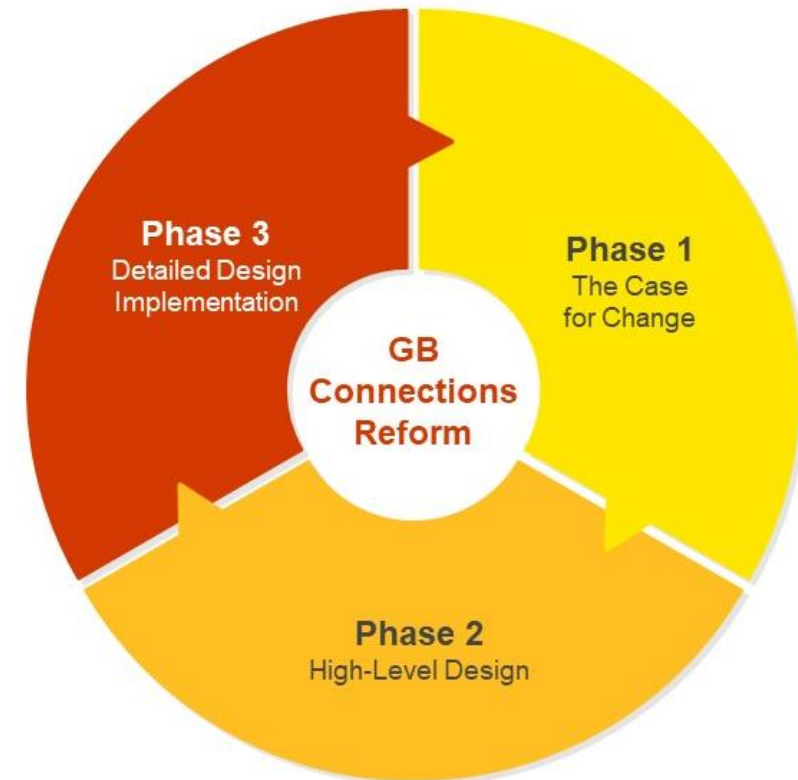 Phase 1
The Case
for Change
Phase 2
High-Level Design
Phase 3
Detailed Design
Implementation
GB
Connections
Reform